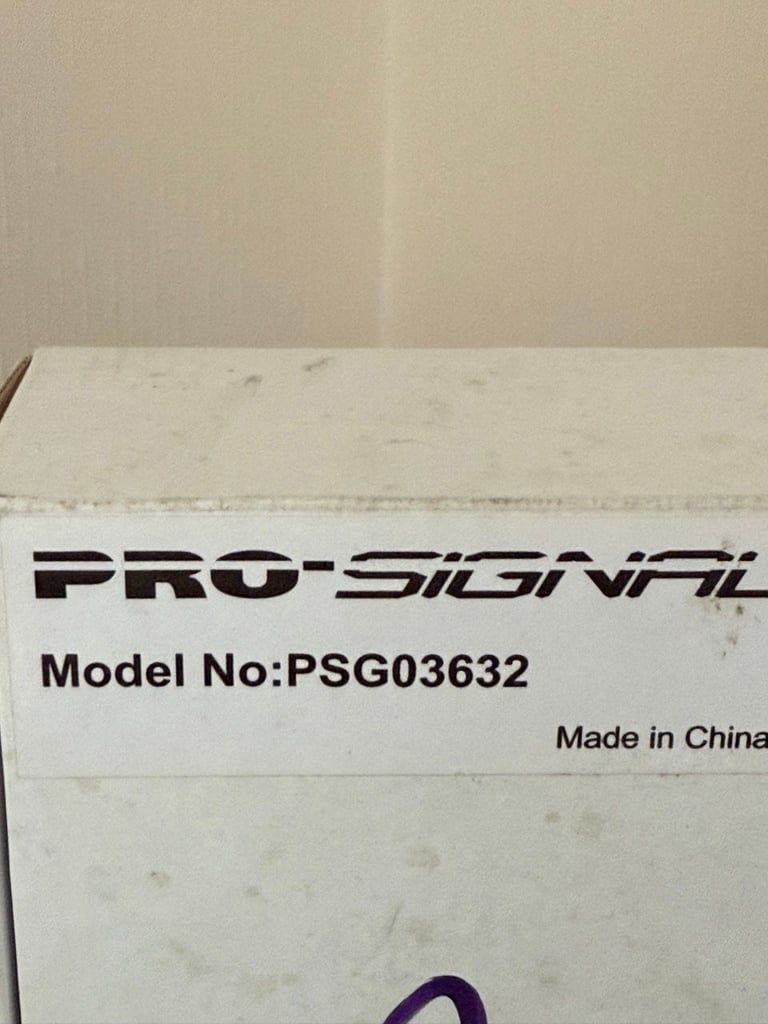 PRO-SIGNAL
Model No:PSG03632
Made in China